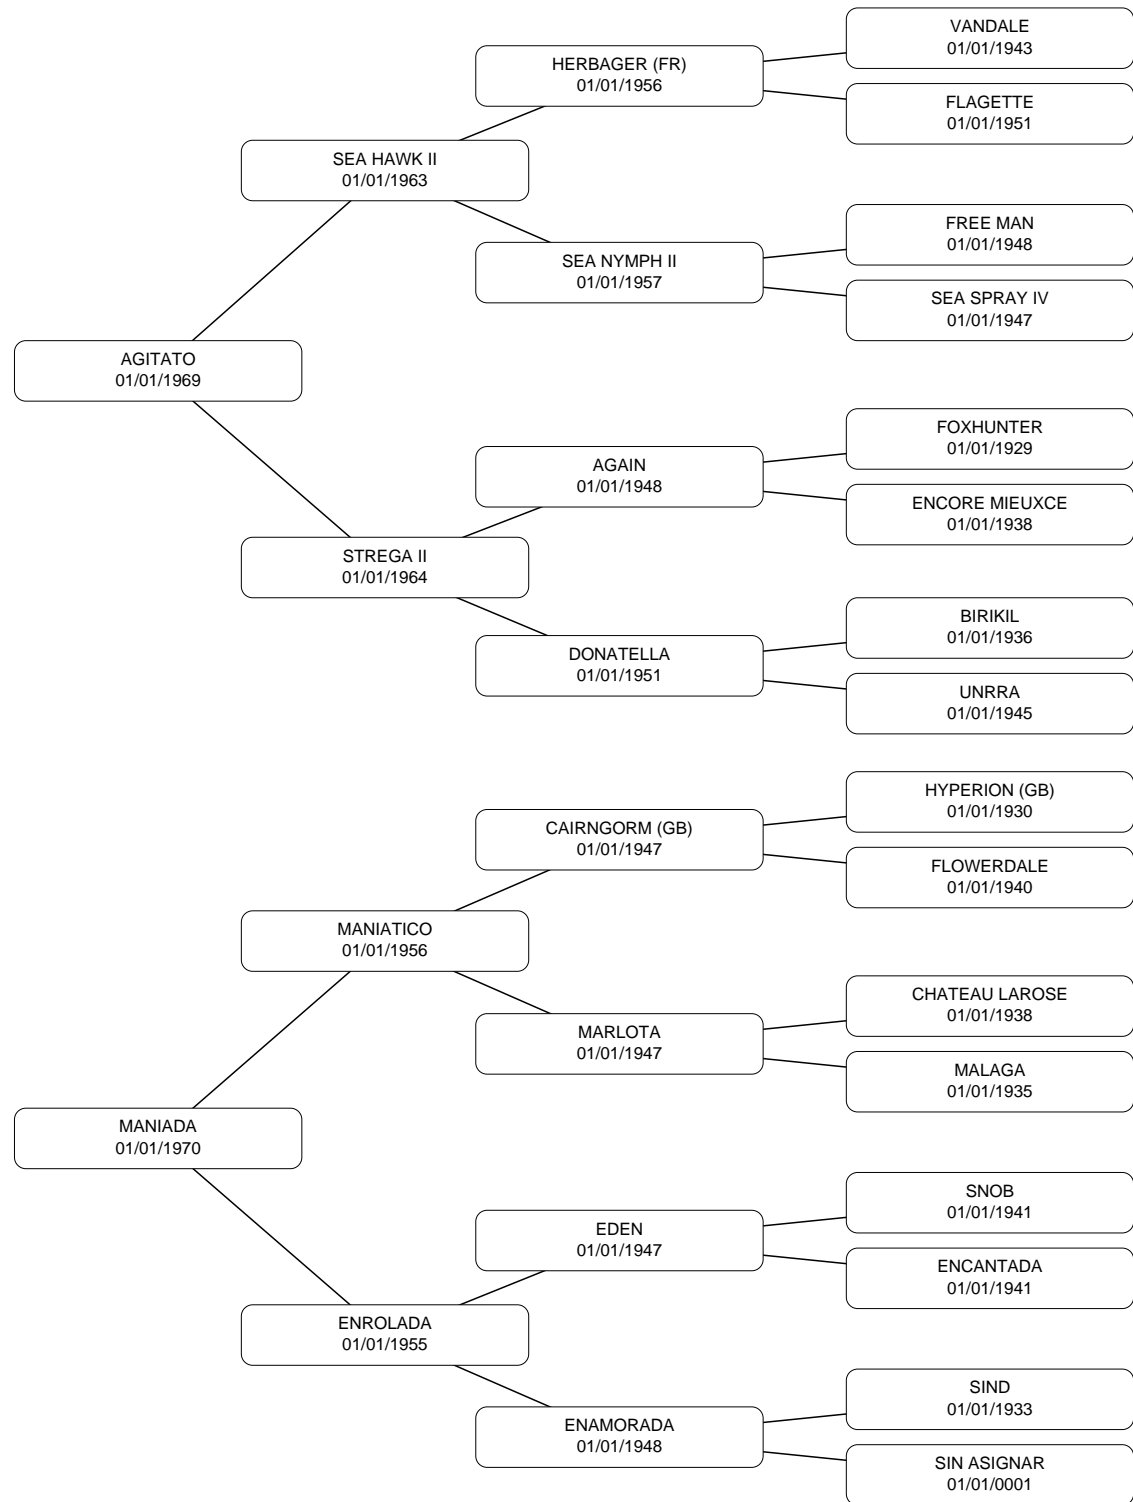 VANDALE
01/01/1943
HERBAGER (FR)
01/01/1956
FLAGETTE
01/01/1951
SEA HAWK II
01/01/1963
FREE MAN
01/01/1948
SEA NYMPH II
01/01/1957
SEA SPRAY IV
01/01/1947
AGITATO
01/01/1969
FOXHUNTER
01/01/1929
AGAIN
01/01/1948
ENCORE MIEUXCE
01/01/1938
STREGA II
01/01/1964
BIRIKIL
01/01/1936
DONATELLA
01/01/1951
UNRRA
01/01/1945
HYPERION (GB)
01/01/1930
CAIRNGORM (GB)
01/01/1947
FLOWERDALE
01/01/1940
MANIATICO
01/01/1956
CHATEAU LAROSE
01/01/1938
MARLOTA
01/01/1947
MALAGA
01/01/1935
MANIADA
01/01/1970
SNOB
01/01/1941
EDEN
01/01/1947
ENCANTADA
01/01/1941
ENROLADA
01/01/1955
SIND
01/01/1933
ENAMORADA
01/01/1948
SIN ASIGNAR
01/01/0001